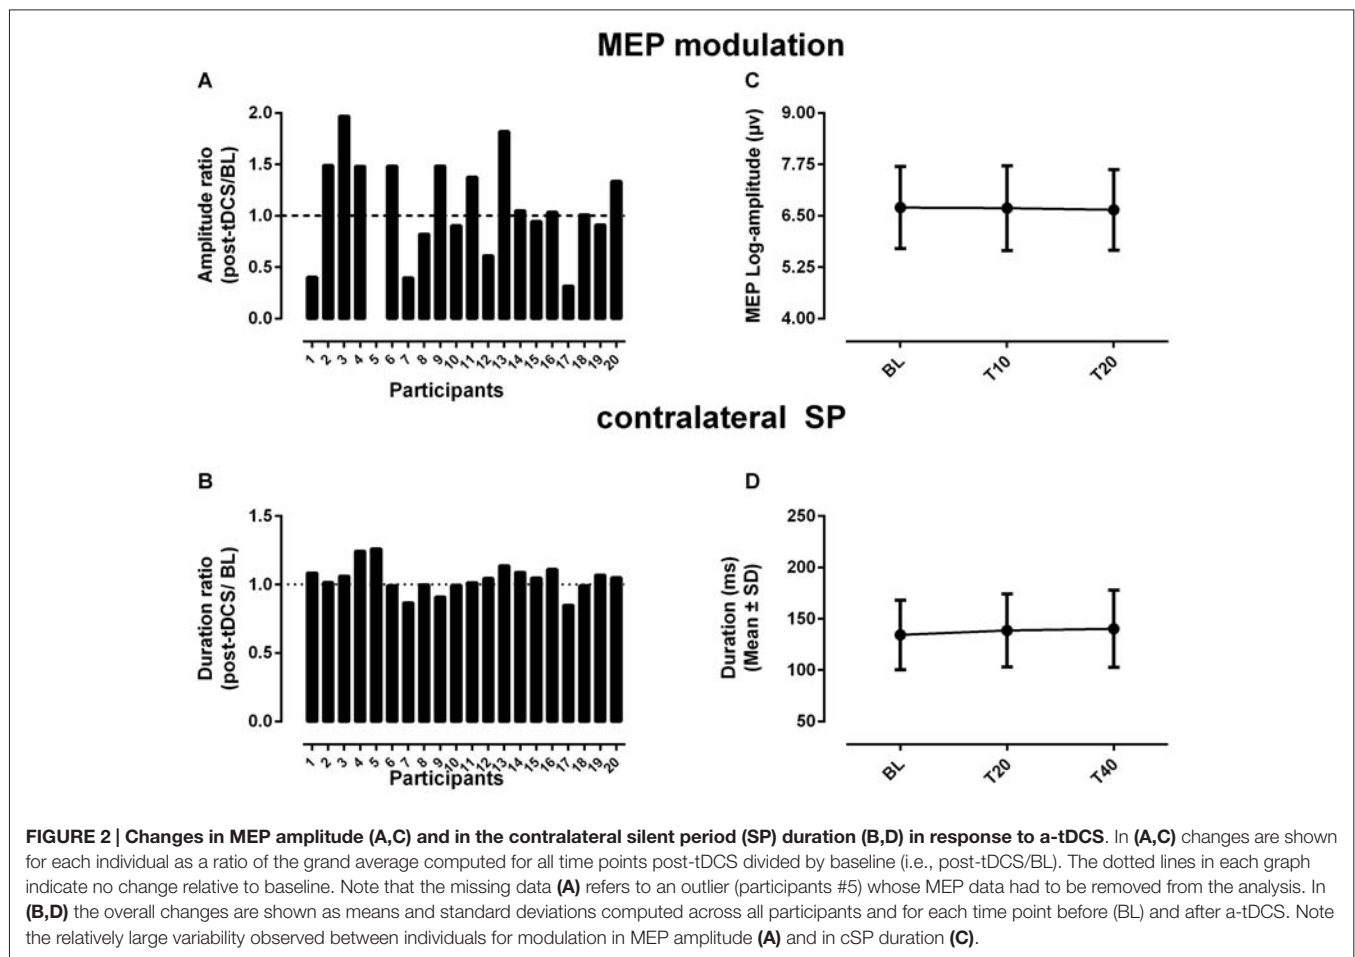 MEP modulation
A
Amplitude ratio
(post-tDCS/BL)
2.0
1.5
1.0
0.5
0.0
1 2 3 4 5 6 7 8 9 10 11 12 13 14 15 16 17 18 19 20
Participants
C
MEP Log-amplitude (µv)
9.00
7.75
6.50
5.25
4.00
BL T10 T20
contralateral SP
B
Duration ratio
(post-tDCS/ BL)
1.5
1.0
0.5
0.0
1 2 3 4 5 6 7 8 9 10 11 12 13 14 15 16 17 18 19 20
Participants
D
Duration (ms)
(Mean ± SD)
250
200
150
100
50
BL T20 T40
FIGURE 2 | Changes in MEP amplitude (A,C) and in the contralateral silent period (SP) duration (B,D) in response to a-tDCS. In (A,C) changes are shown
for each individual as a ratio of the grand average computed for all time points post-tDCS divided by baseline (i.e., post-tDCS/BL). The dotted lines in each graph
indicate no change relative to baseline. Note that the missing data (A) refers to an outlier (participants #5) whose MEP data had to be removed from the analysis. In
(B,D) the overall changes are shown as means and standard deviations computed across all participants and for each time point before (BL) and after a-tDCS. Note
the relatively large variability observed between individuals for modulation in MEP amplitude (A) and in cSP duration (C).